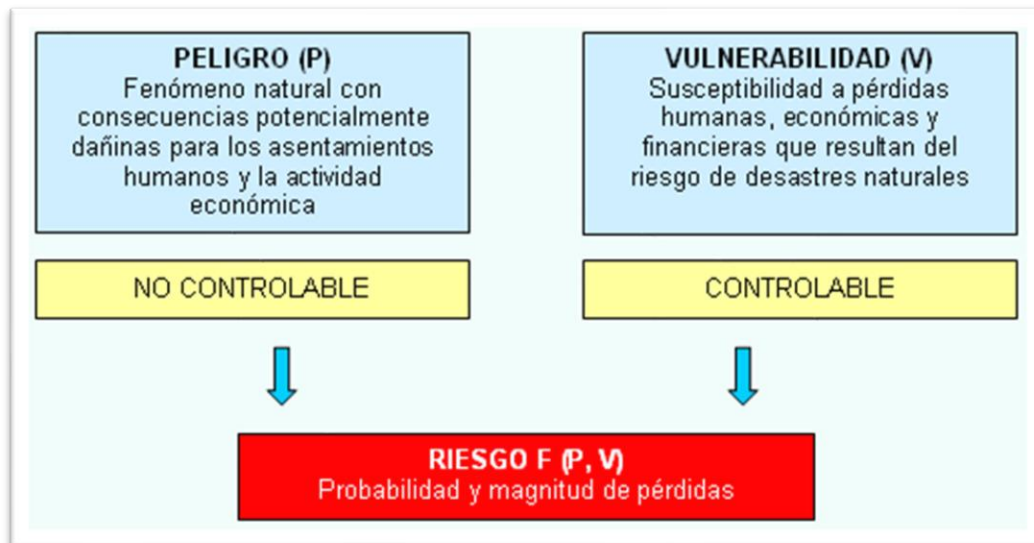 PELIGRO (P)
Fenómeno natural con
consecuencias potencialmente
dañinas para los asentamientos
humanos y la actividad
económica
VULNERABILIDAD (V)
Susceptibilidad a pérdidas
humanas, económicas y
financieras que resultan del
riesgo de desastres naturales
NO CONTROLABLE
CONTROLABLE
RIESGO F (P, V)
Probabilidad y magnitud de pérdidas